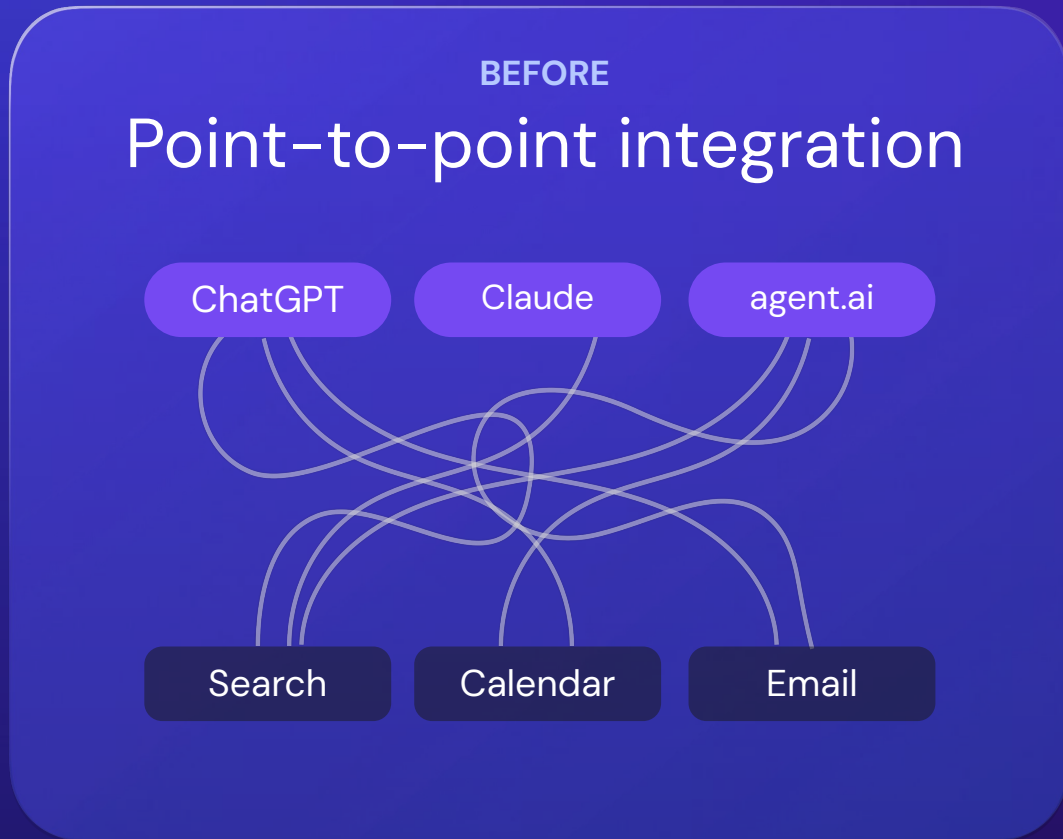 BEFORE
Point-to-point integration
ChatGPT
Claude
agent.ai
Search
Calendar
Email